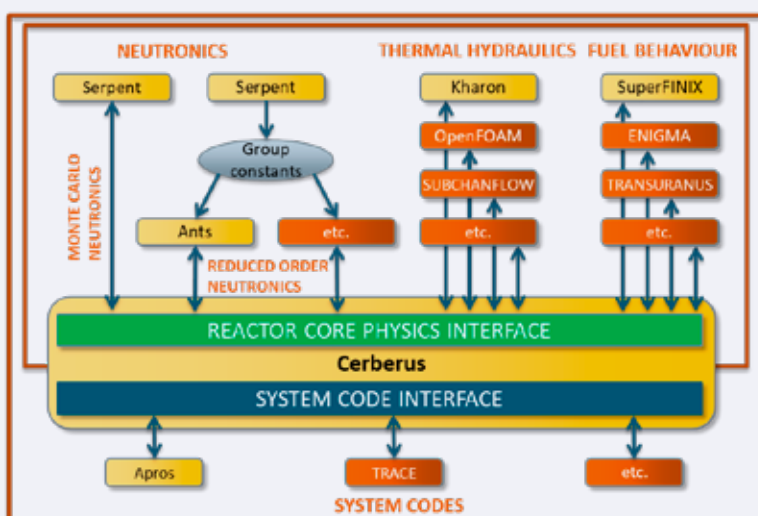 NEUTRONICS
THERMAL HYDRAULICS
FUEL BEHAVIOUR
Serpent
Serpent
Kharon
SuperFINIX
OpenFOAM
ENIGMA
Group
constants
SUBCHANFLOW
TRANSURANUS
MONTE CARLO
NEUTRONICS
Ants
etc.
etc.
etc.
REDUCED ORDER
NEUTRONICS
REACTOR CORE PHYSICS INTERFACE
Cerberus
SYSTEM CODE INTERFACE
Apros
TRACE
etc.
SYSTEM CODES